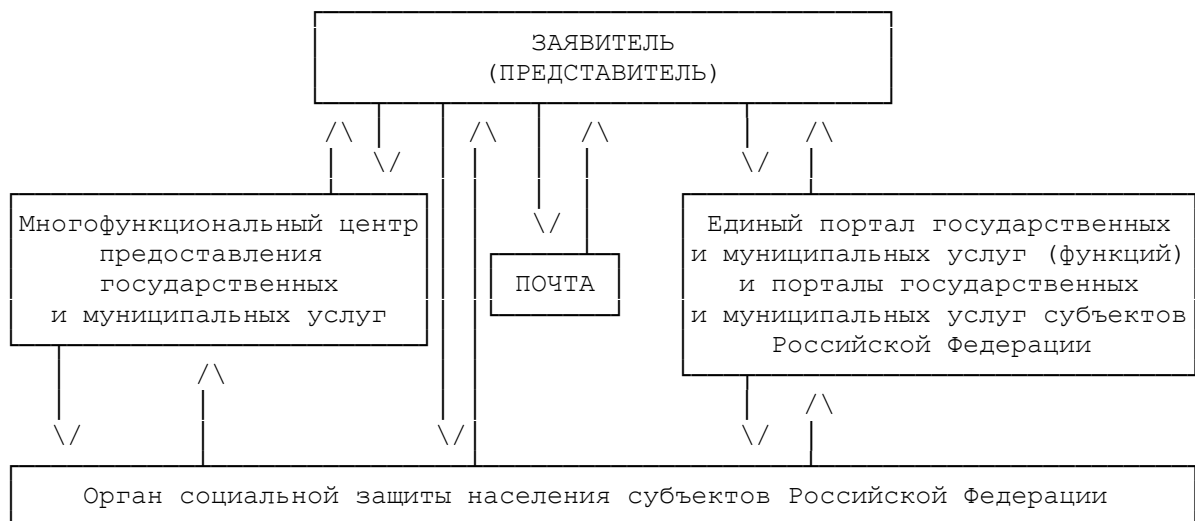 ЗАЯВИТЕЛЬ
(ПРЕДСТАВИТЕЛЬ)
Многофункциональный центр
предоставления
государственных
и муниципальных услуг
ПОЧТА
Единый портал государственных
и муниципальных услуг (функций)
и порталы государственных
и муниципальных услуг субъектов
Российской Федерации
Орган социальной защиты населения субъектов Российской Федерации